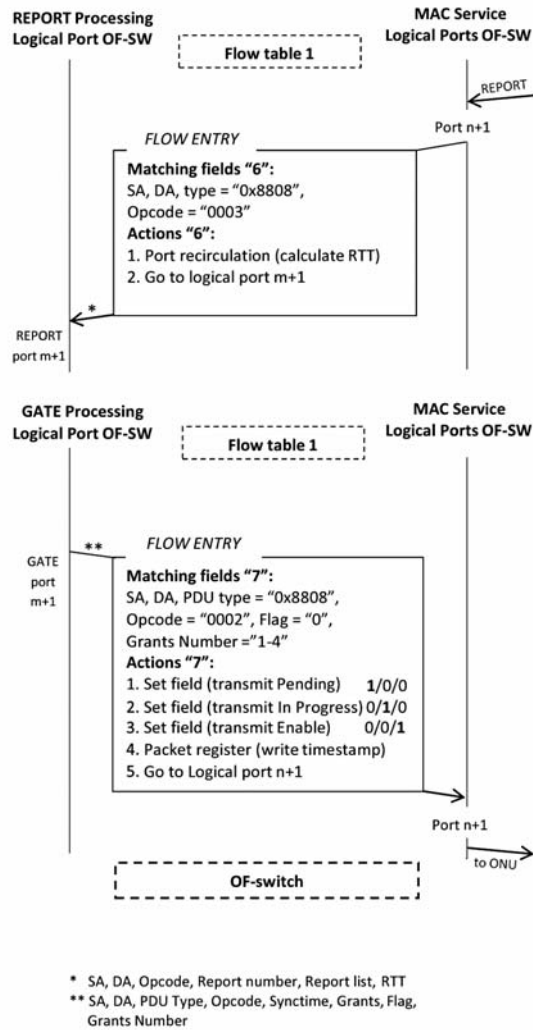 REPORT Processing
Logical Port OF-SW
MAC Service
Logical Ports OF-SW
Flow table 1
REPORT
Port n+1
FLOW ENTRY
Matching fields “6”:
SA, DA, type = “0x8808”,
Opcode = “0003”
Actions “6”:
1. Port recirculation (calculate RTT)
2. Go to logical port m+1
*
REPORT
port m+1
GATE Processing
Logical Port OF-SW
MAC Service
Logical Ports OF-SW
Flow table 1
**
GATE
port
m+1
FLOW ENTRY
Matching fields “7”:
SA, DA, PDU type = “0x8808”,
Opcode = “0002”, Flag = “0”,
Grants Number =”1-4”
Actions “7”:
1. Set field (transmit Pending) 1/0/0
2. Set field (transmit In Progress) 0/1/0
3. Set field (transmit Enable) 0/0/1
4. Packet register (write timestamp)
5. Go to Logical port n+1
Port n+1
to ONU
OF-switch
* SA, DA, Opcode, Report number, Report list, RTT
** SA, DA, PDU Type, Opcode, Synctime, Grants, Flag,
Grants Number